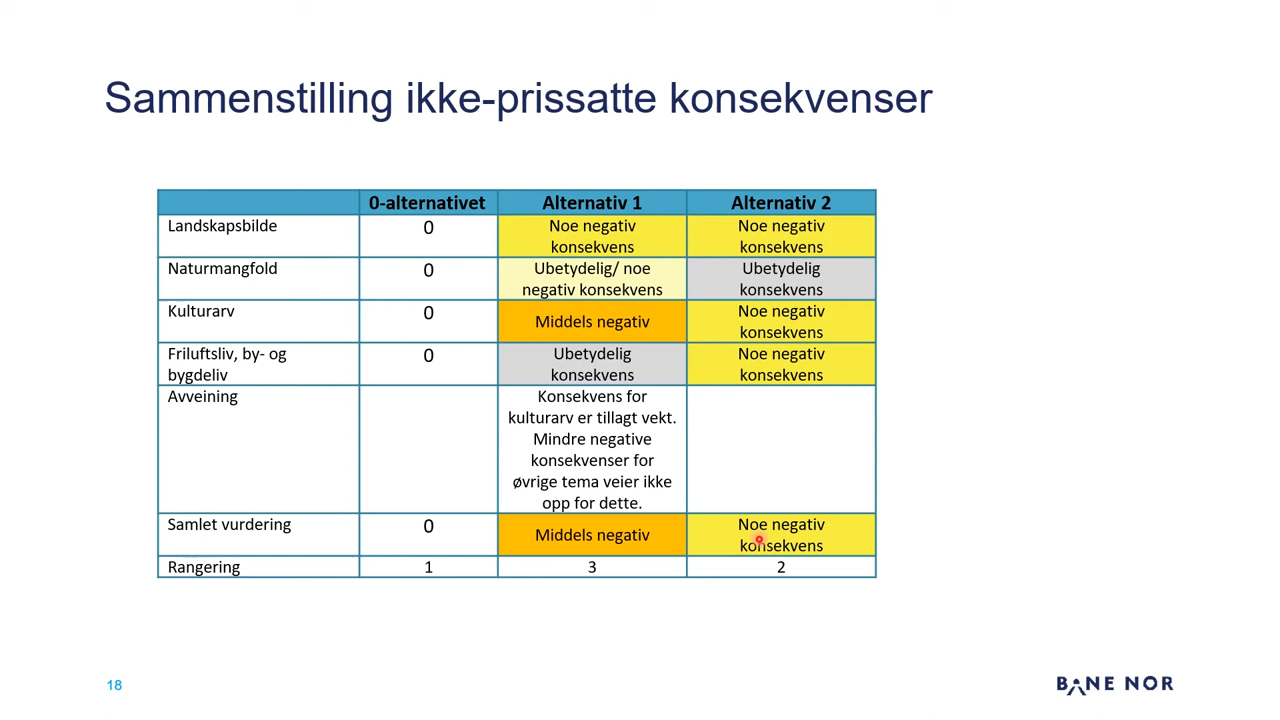 Sammenstilling ikke-prissatte konsekvenser
0-alternativet Alternativ 1 Alternativ 2
Landskapsbilde 0 Noe negativ konsekvens Noe negativ konsekvens
Naturmangfold 0 Ubetydelig/ noe negativ konsekvens Ubetydelig konsekvens
Kulturarv 0 Middels negativ Noe negativ konsekvens
Friluftsliv, by- og bygdeliv 0 Ubetydelig konsekvens Noe negativ konsekvens
Avveining
Konsekvens for
kulturarv er tillagt vekt.
Mindre negative
konsekvenser for
øvrige tema veier ikke
opp for dette.
Samlet vurdering 0 Middels negativ Noe negativ konsekvens
Rangering 1 3 2
18
BANE NOR